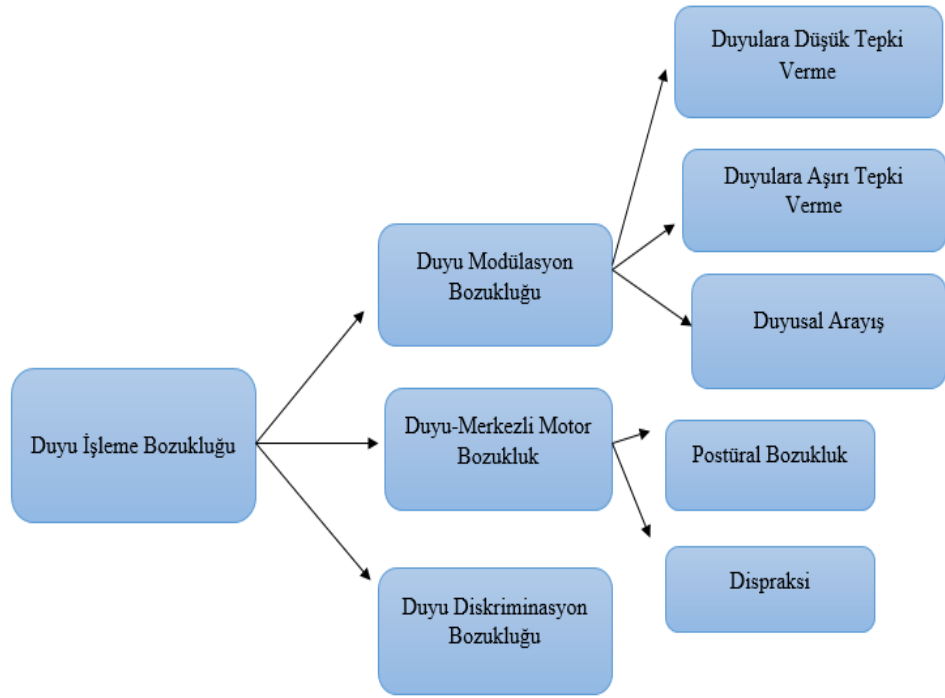 Duyu İşleme Bozukluğu
Duyu Modülasyon
Bozukluğu
Duyulara Düşük Tepki
Verme
Duyulara Aşırı Tepki
Verme
Duyusal Arayış
Duyu-Merkezli Motor
Bozukluk
Postüral Bozukluk
Dispraksi
Duyu Diskriminasyon
Bozukluğu